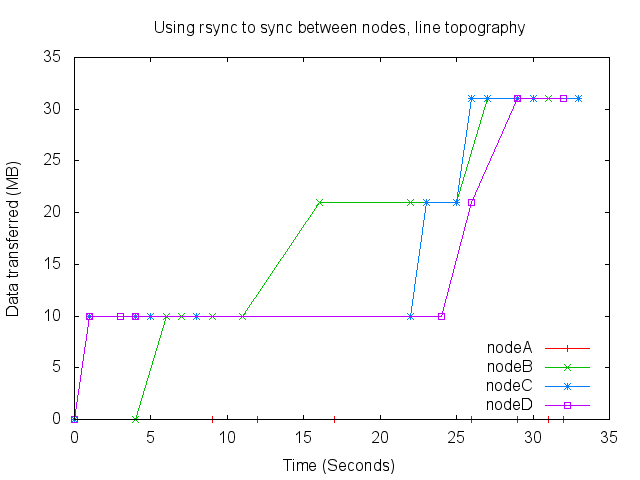 Using rsync to sync between nodes, line topography
35
30
25
20
15
10
5
0
Data transferred (MB)
nodeA
nodeB
nodeC
nodeD
0 5 10 15 20 25 30 35
Time (Seconds)